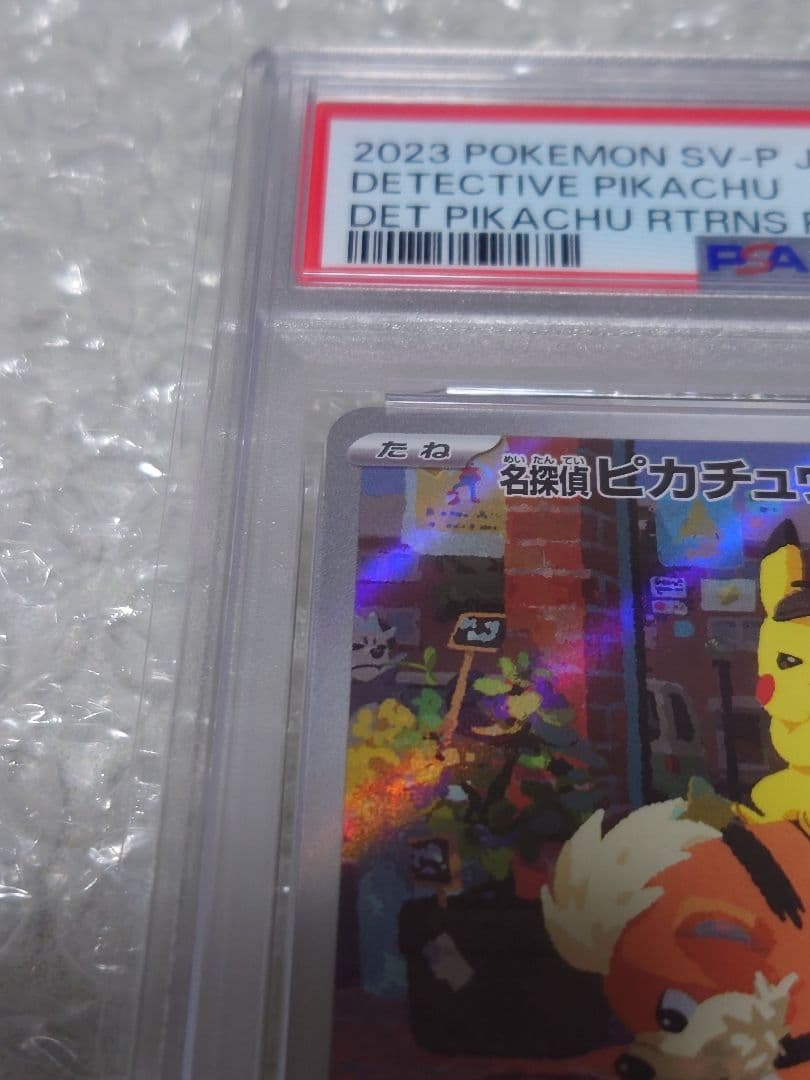 2023 POKEMON SV-P J
DETECTIVE PIKACHU
DET PIKACHU RTRNS
PSA
たね
めいたんてい
名探偵ピカチュウ